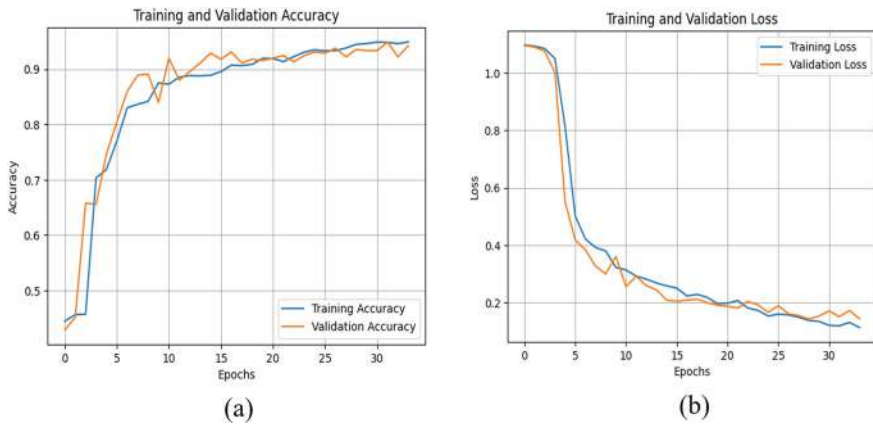 Training and Validation Accuracy
0.9
0.8
0.7
0.6
0.5
Accuracy
Training Accuracy
Validation Accuracy
0 5 10 15 20 25 30
Epochs
(a)
Training and Validation Loss
Training Loss
Validation Loss
1.0
0.8
0.6
0.4
0.2
Loss
0 5 10 15 20 25 30
Epochs
(b)